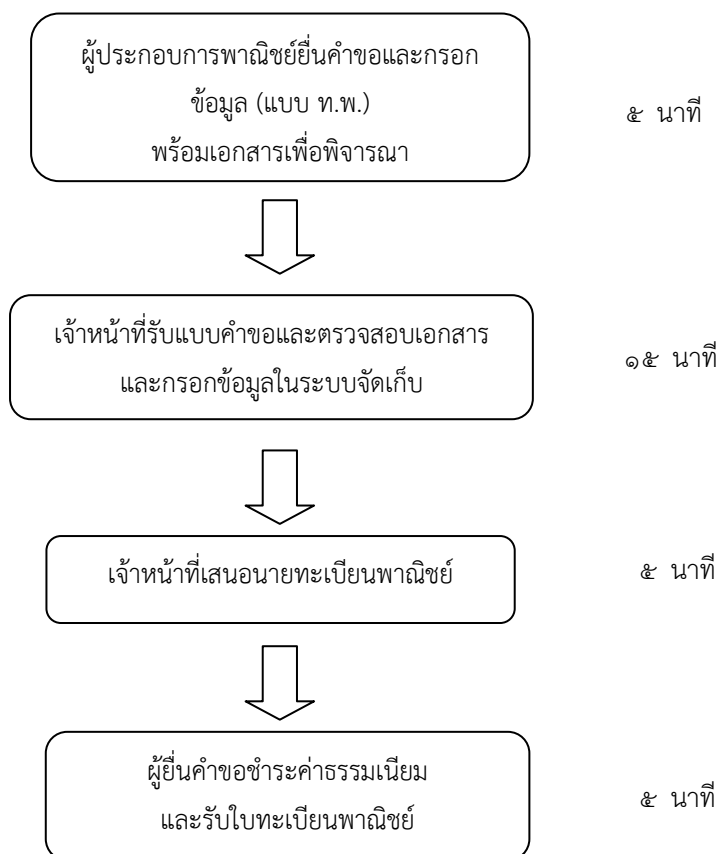 ผู้ประกอบการพาณิชย์ยื่นคำขอและกรอก
ข้อมูล (แบบ ท.พ.)
พร้อมเอกสารเพื่อพิจารณา
๕ นาที
เจ้าหน้าที่รับแบบคำขอและตรวจสอบเอกสาร
และกรอกข้อมูลในระบบจัดเก็บ
๑๕ นาที
เจ้าหน้าที่เสนอนายทะเบียนพาณิชย์
๕ นาที
ผู้ยื่นคำขอชำระค่าธรรมเนียม
และรับใบทะเบียนพาณิชย์
๕ นาที